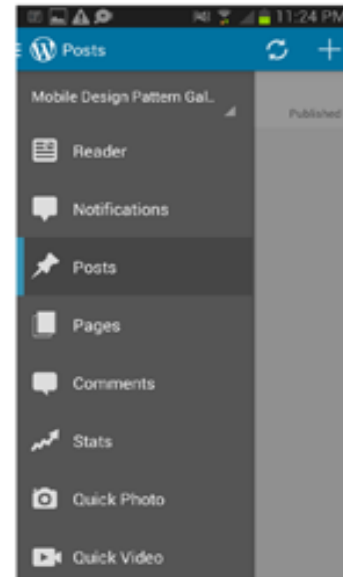 11:24 PM
Posts
Mobile Design Pattern Gal..
Published
Reader
Notifications
Posts
Pages
Comments
Stats
Quick Photo
Quick Video